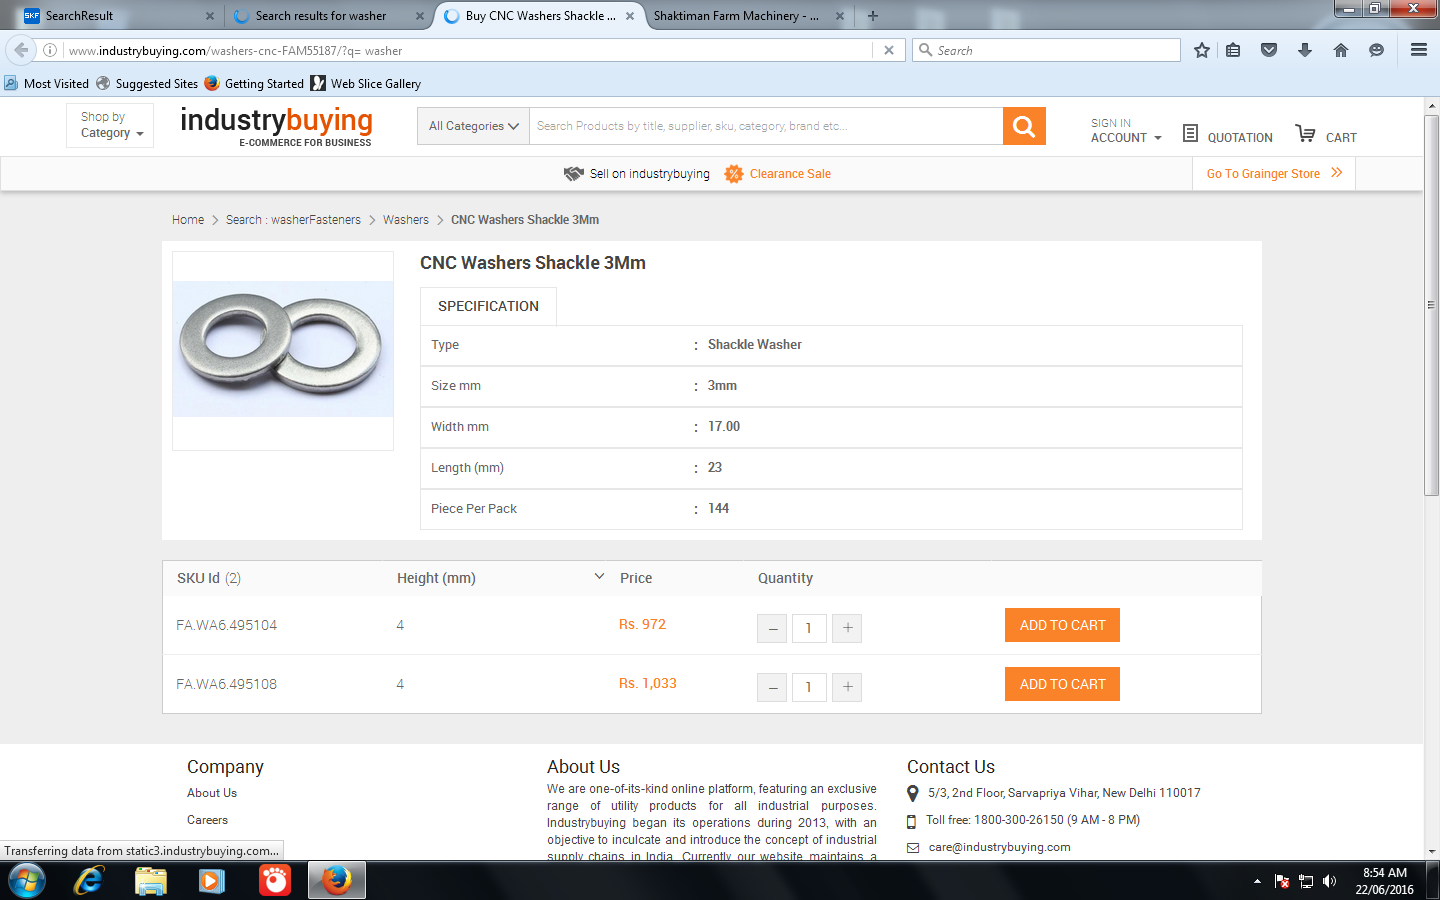 SKF SearchResult
Search results for washer
Buy CNC Washers Shackle ...
Shaktiman Farm Machinery - ...
www.industrybuying.com/washers-cnc-FAM55187/?q= washer
Search
Most Visited
Suggested Sites
Getting Started
Web Slice Gallery
Shop by
Category
industrybuying
E-COMMERCE FOR BUSINESS
All Categories
Search Products by title, supplier, sku, category, brand etc...
SIGN IN
ACCOUNT
QUOTATION
CART
Sell on industrybuying
Clearance Sale
Go To Grainger Store
Home
Search : washerFasteners
Washers
CNC Washers Shackle 3Mm
CNC Washers Shackle 3Mm
SPECIFICATION
Type : Shackle Washer
Size mm : 3mm
Width mm : 17.00
Length (mm) : 23
Piece Per Pack : 144
SKU Id (2) Height (mm) Price Quantity
FA.WA6.495104 4 Rs. 972 – 1 + ADD TO CART
FA.WA6.495108 4 Rs. 1,033 – 1 + ADD TO CART
Company
About Us
Careers
About Us
We are one-of-its-kind online platform, featuring an exclusive
range of utility products for all industrial purposes.
Industrybuying began its operations during 2013, with an
objective to inculcate and introduce the concept of industrial
supply chains in India. Currently our website maintains a
Contact Us
5/3, 2nd Floor, Sarvapriya Vihar, New Delhi 110017
Toll free: 1800-300-26150 (9 AM - 8 PM)
care@industrybuying.com
Transferring data from static3.industrybuying.com...
8:54 AM
22/06/2016